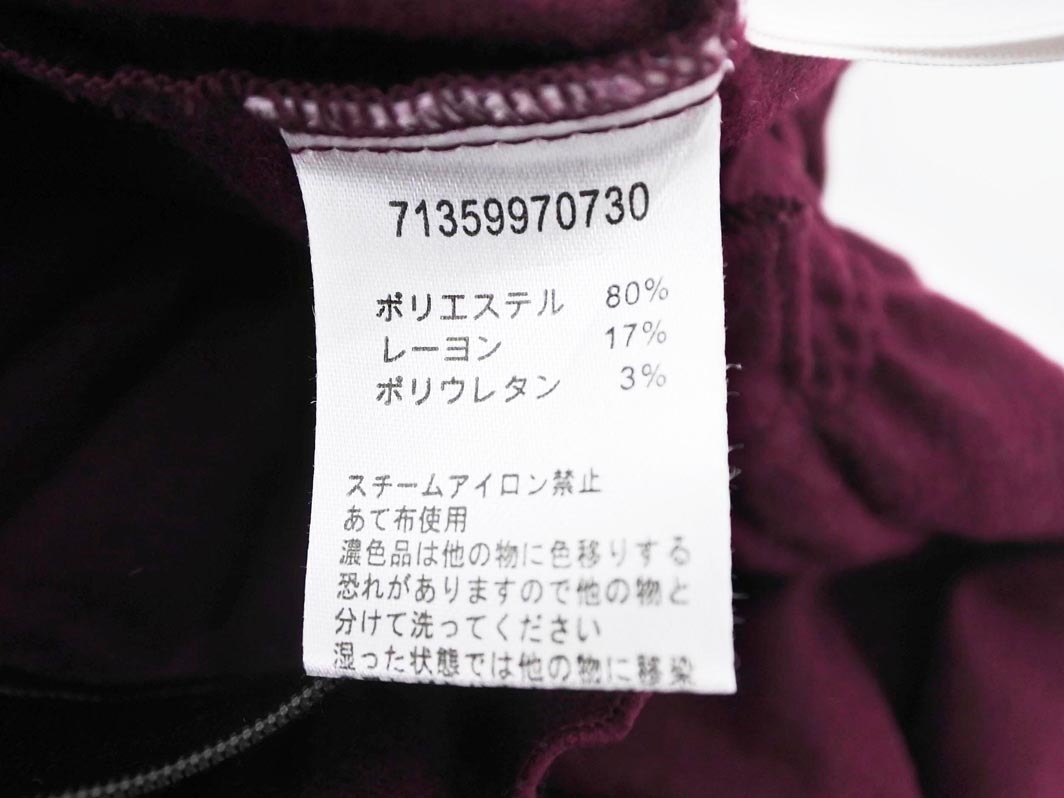 71359970730
ポリエステル 80%
レーヨン 17%
ポリウレタン 3%
スチームアイロン禁止
あて布使用
濃色品は他の物に色移りする
恐れがありますので他の物と
分けて洗ってください
湿った状態では他の物に移染